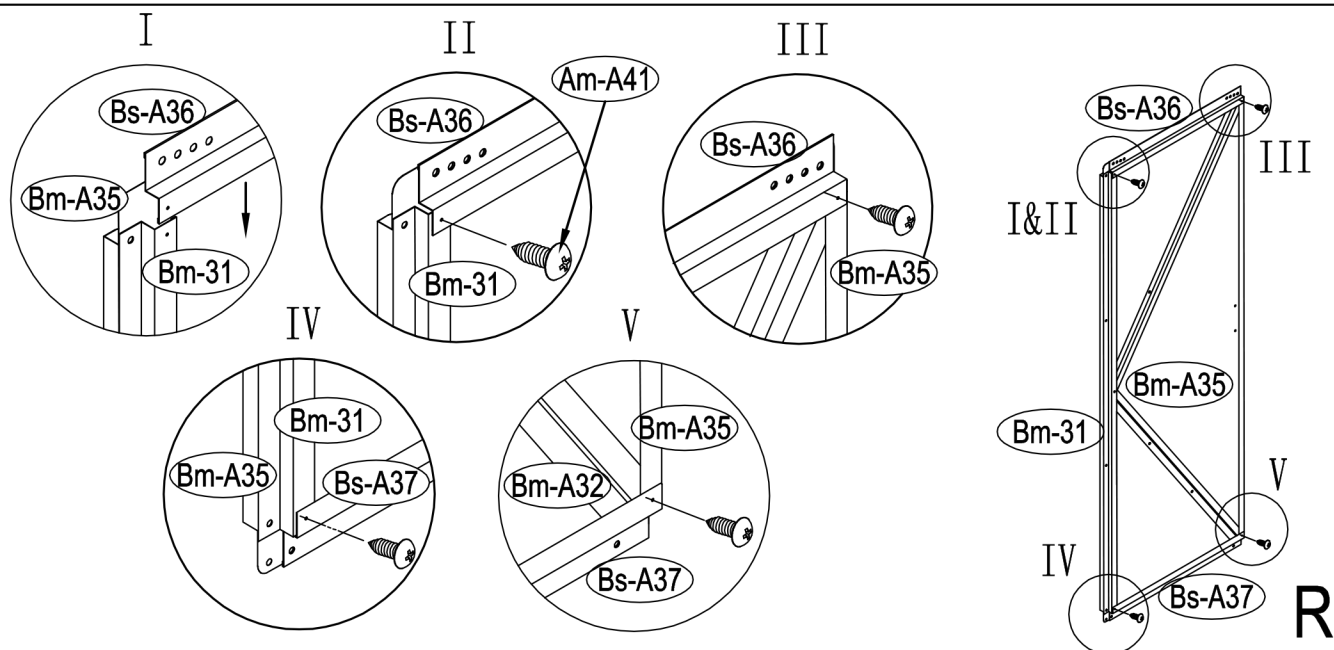 I
Bs-A36
Bm-A35
Bm-31
II
Am-A41
Bs-A36
Bm-31
III
Bs-A36
Bm-A35
IV
Bm-31
Bm-A35
Bs-A37
V
Bm-A35
Bm-A32
Bs-A37
Bs-A36
III
I&II
Bm-A35
Bm-31
V
IV
Bs-A37
R